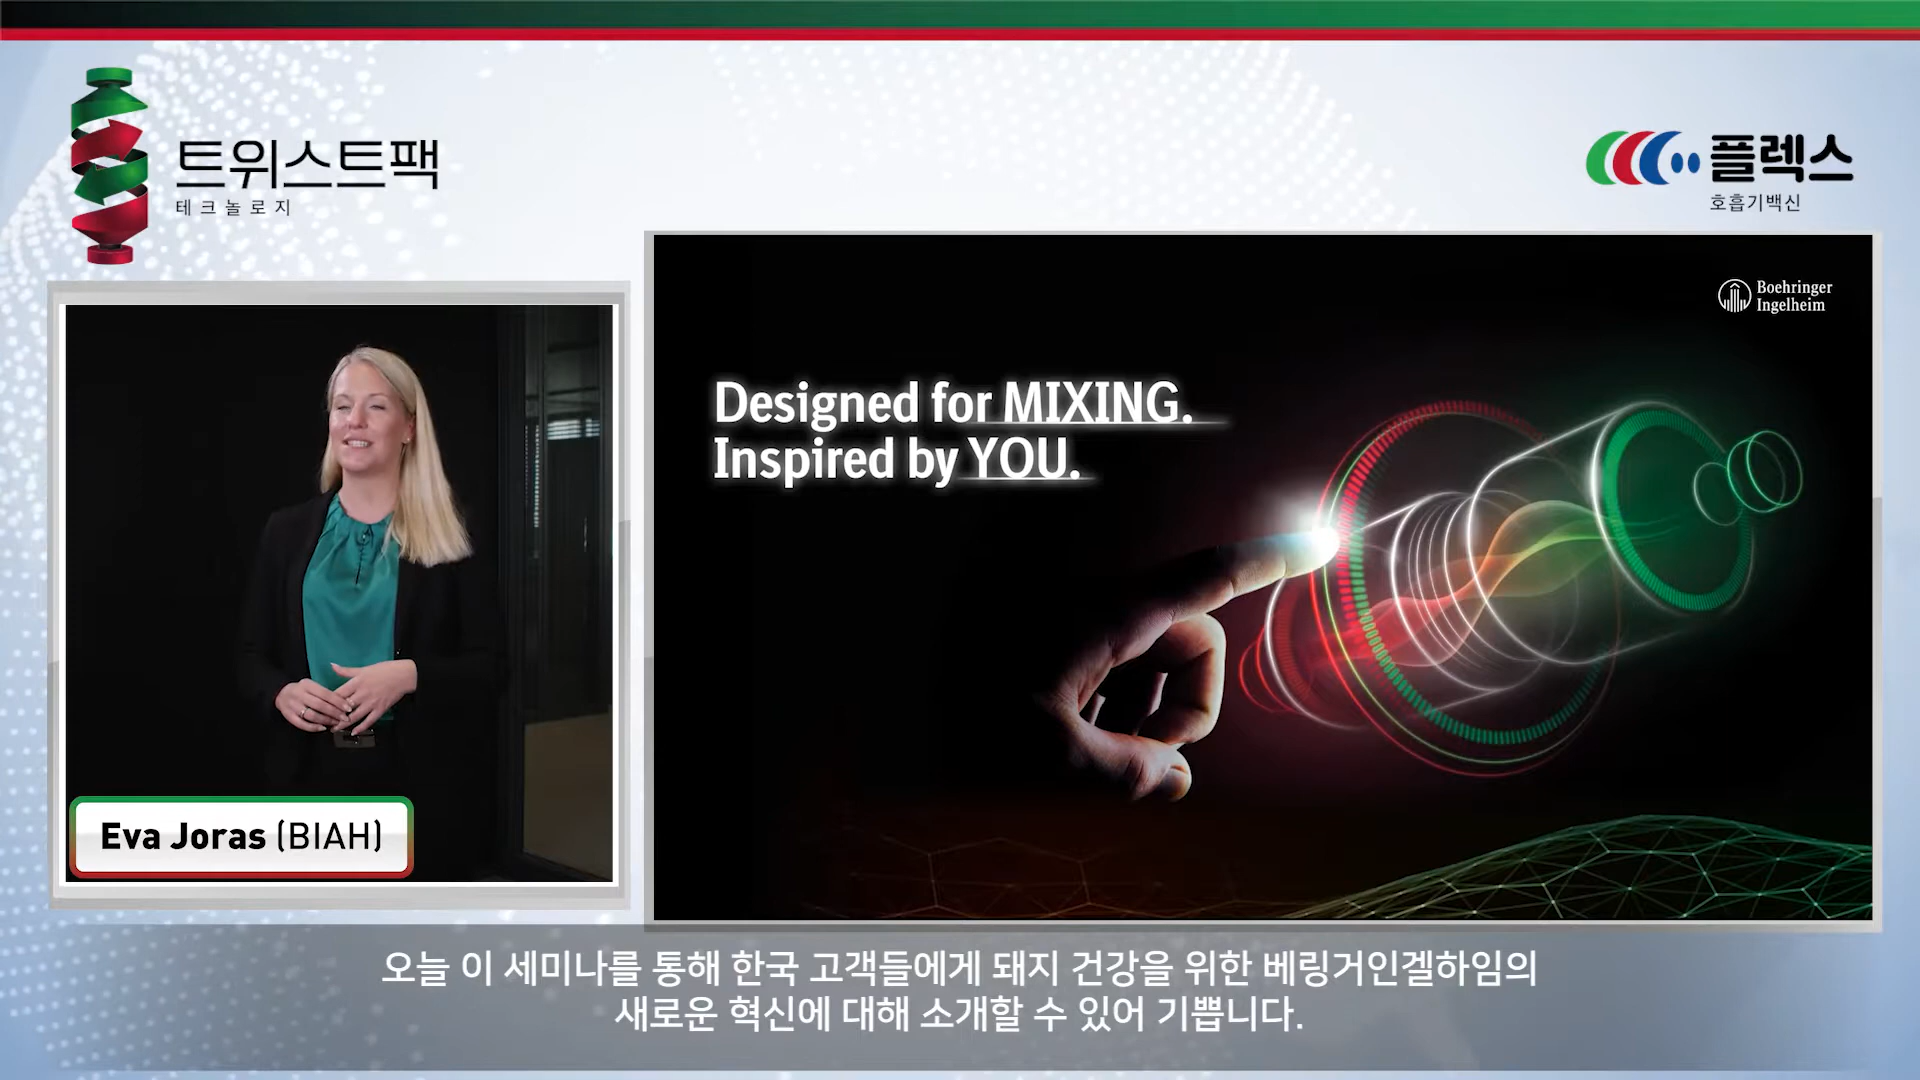 트위스트팩
테크놀로지
플렉스
호흡기백신
Boehringer
Ingelheim
Designed for MIXING.
Inspired by YOU.
Eva Joras (BIAH)
오늘 이 세미나를 통해 한국 고객들에게 돼지 건강을 위한 베링거인겔하임의
새로운 혁신에 대해 소개할 수 있어 기쁩니다.